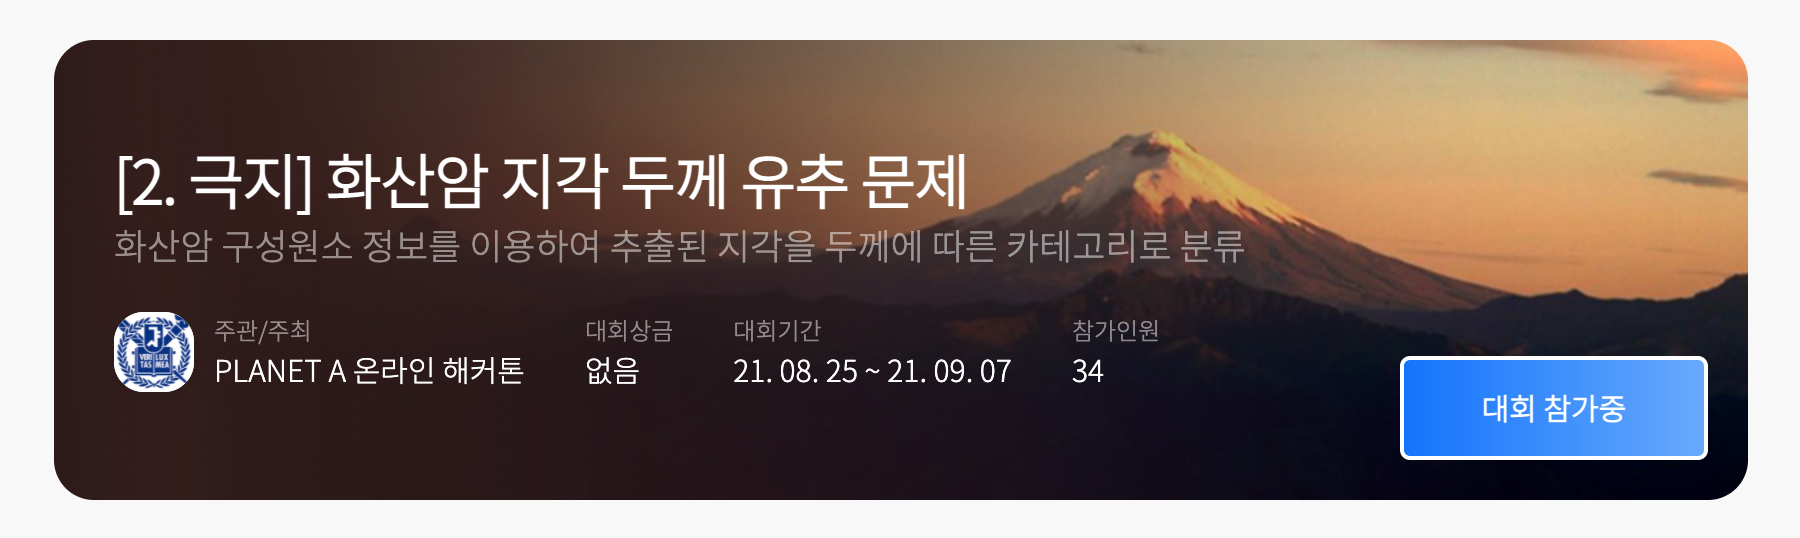 [2. 극지] 화산암 지각 두께 유추 문제
화산암 구성원소 정보를 이용하여 추출된 지각을 두께에 따른 카테고리로 분류
주관/주최 대회상금 대회기간 참가인원
VERI LUX
TAS MEA
PLANET A 온라인 해커톤 없음 21. 08. 25 ~ 21. 09. 07 34
대회 참가중